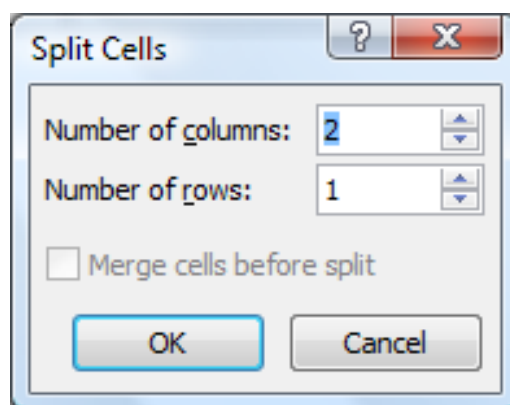 Split Cells ?
Number of columns: 2
Number of rows: 1
Merge cells before split
OK Cancel